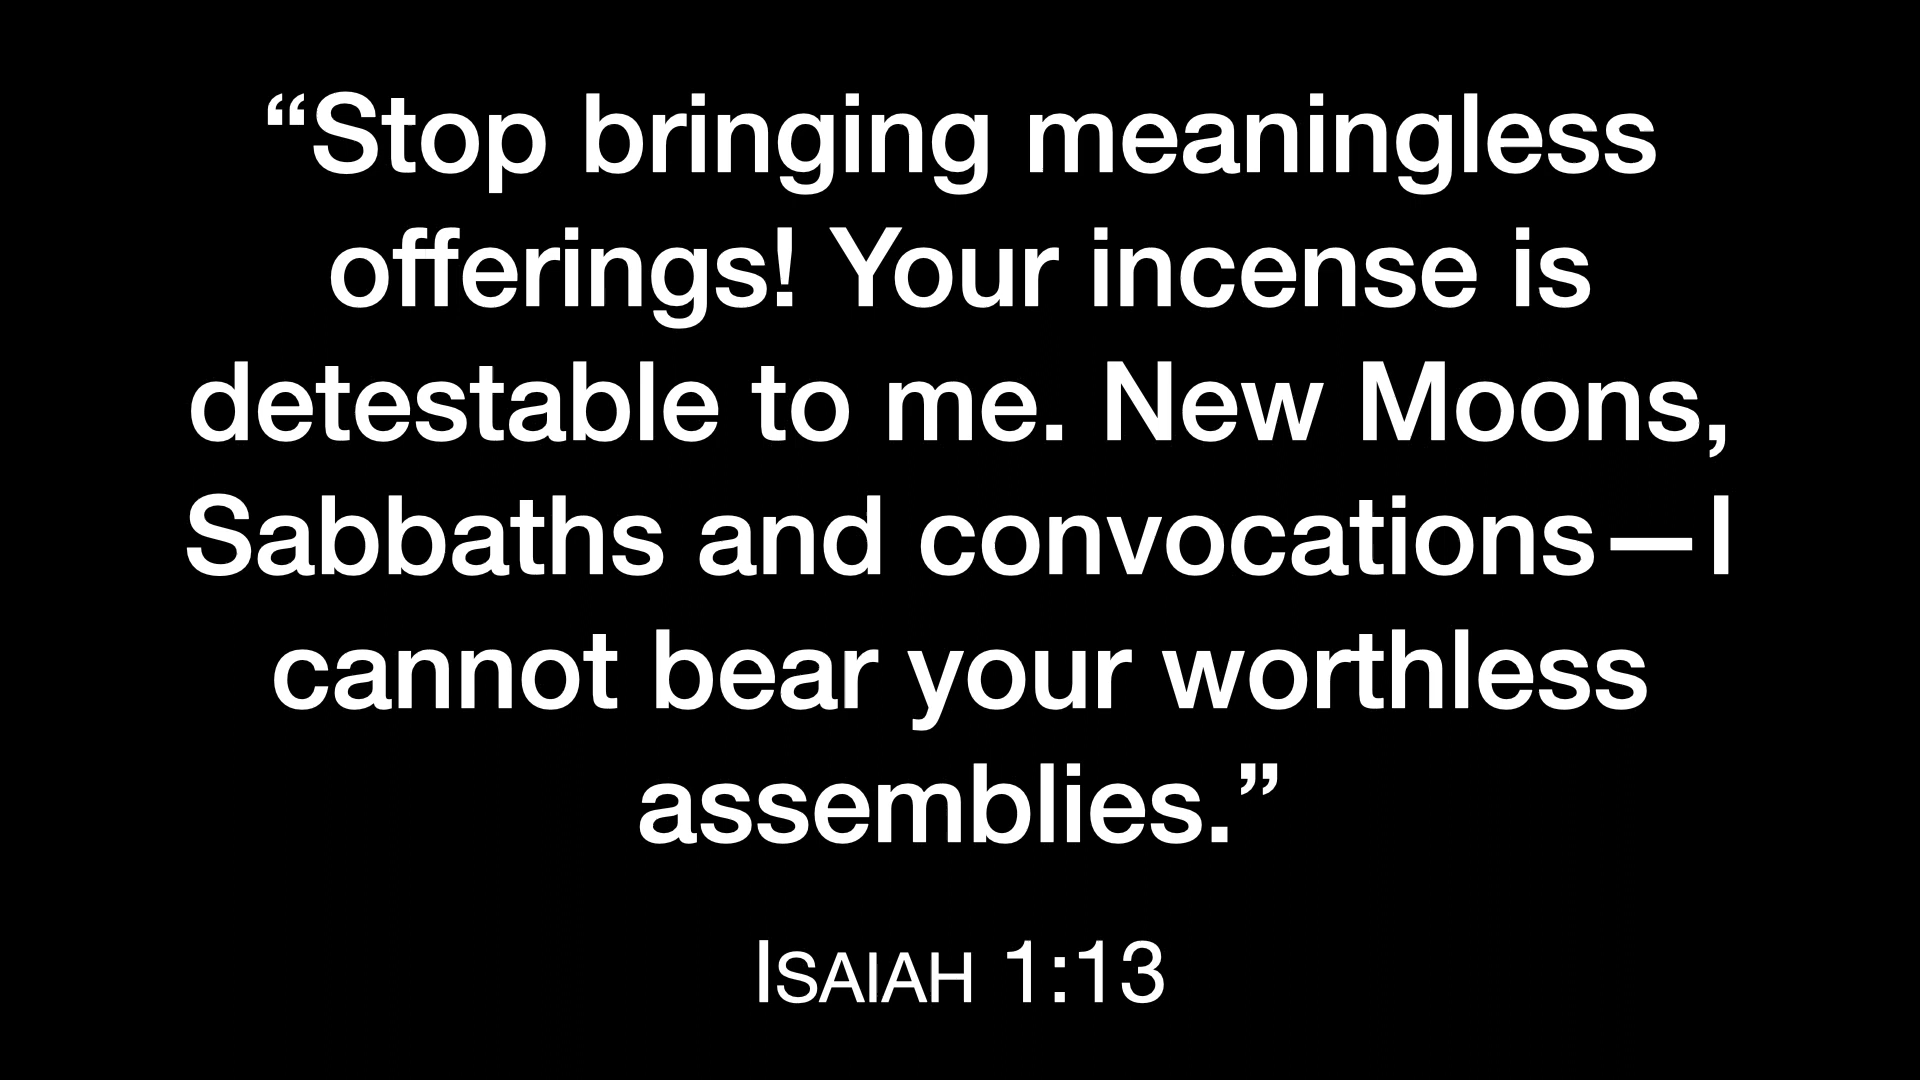 “Stop bringing meaningless
offerings! Your incense is
detestable to me. New Moons,
Sabbaths and convocations—I
cannot bear your worthless
assemblies.”
Isaiah 1:13